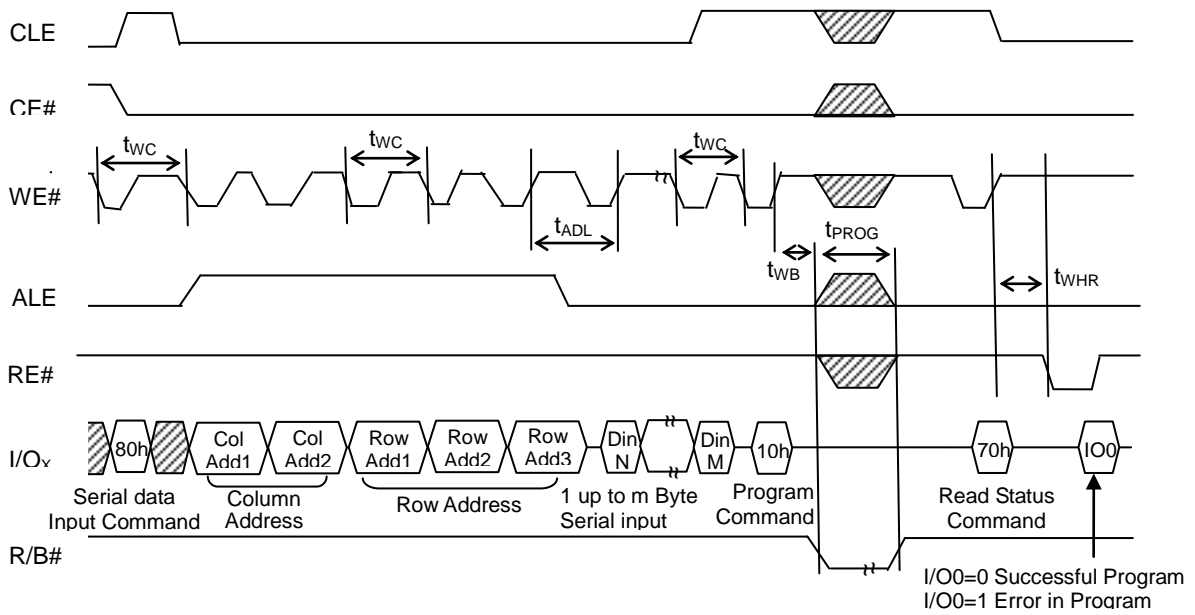 CLE
CE#
tWC
tWC
tWC
WE#
tADL
tPROG
tWB
tWHR
ALE
RE#
I/Ox
80h
Col Add1
Col Add2
Row Add1
Row Add2
Row Add3
Din N
Din M
10h
70h
IO0
Serial data
Input Command
Column
Address
Row Address
1 up to m Byte
Serial input
Program
Command
Read Status
Command
R/B#
I/O0=0 Successful Program
I/O0=1 Error in Program